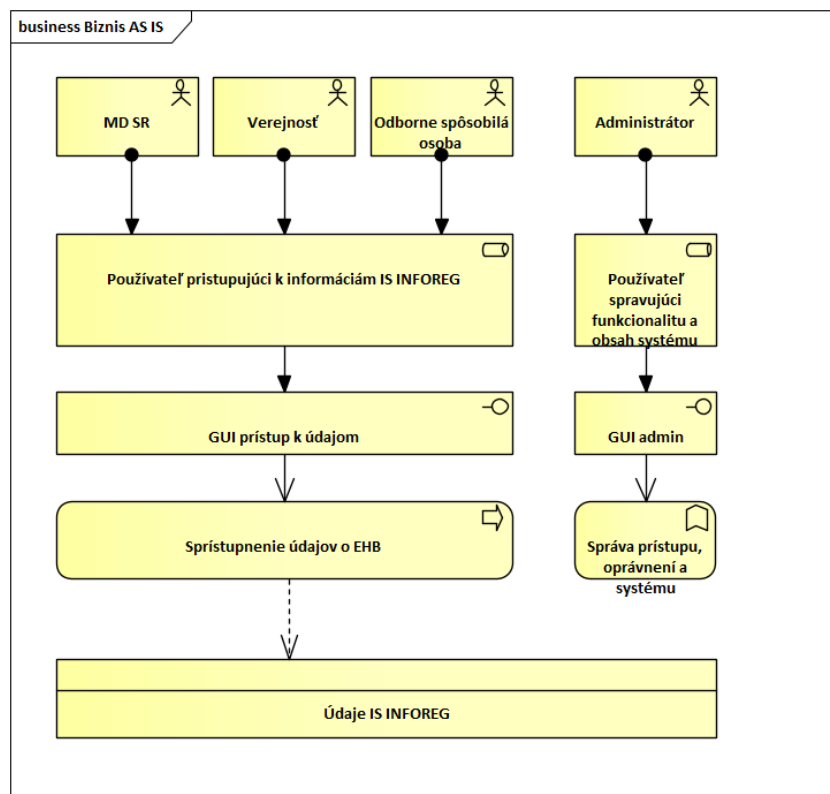 business Biznis AS IS
MD SR
Verejnosť
Odborne spôsobilá
osoba
Administrátor
Používateľ pristupujúci k informáciám IS INFOREG
Používateľ
spravujúci
funkcionalitu a
obsah systému
GUI prístup k údajom
GUI admin
Sprístupnenie údajov o EHB
Správa prístupu,
oprávnení a
systému
Údaje IS INFOREG